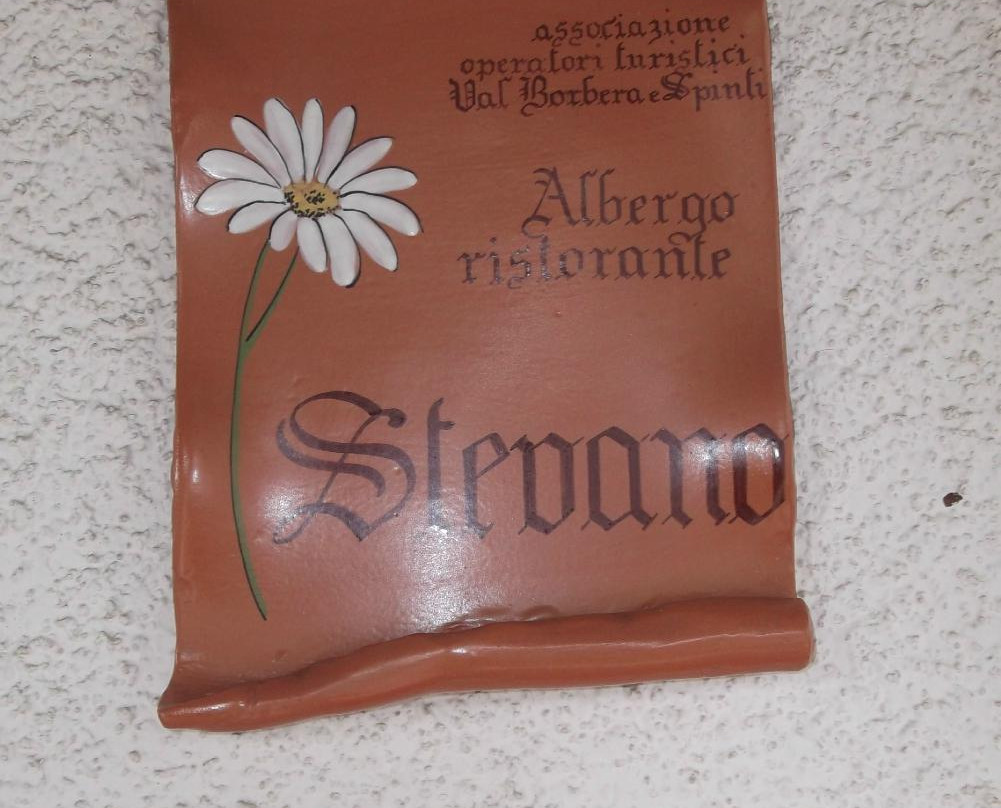 associazione
operatori turistici
Val Borbera e Spinti
Albergo
ristorante
Stevano